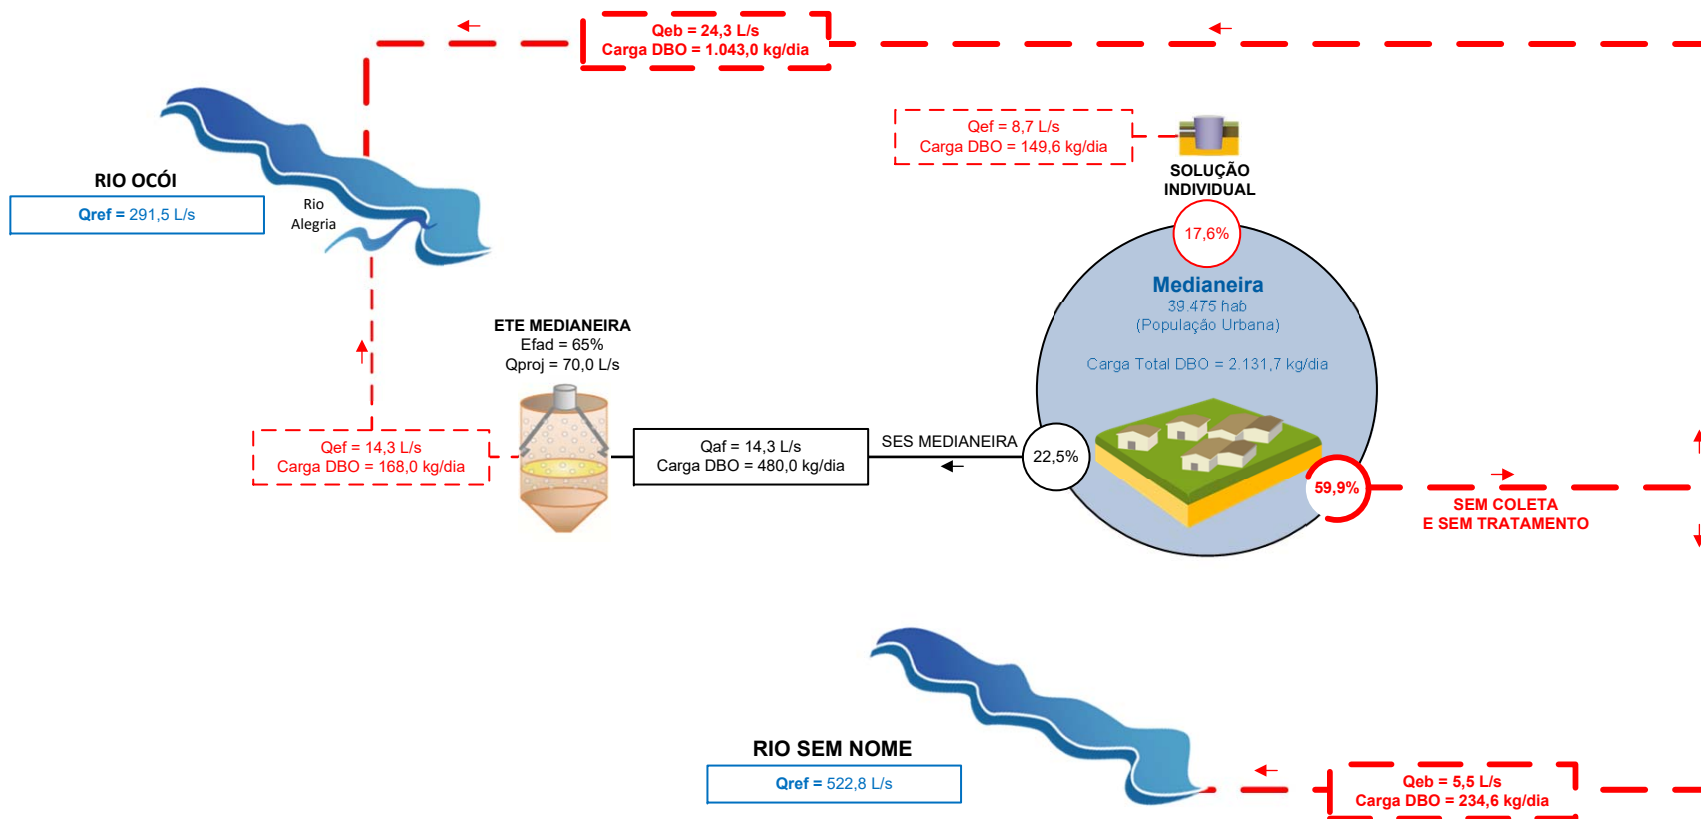 Qeb = 24,3 L/s
Carga DBO = 1.043,0 kg/dia
Qef = 8,7 L/s
Carga DBO = 149,6 kg/dia
SOLUÇÃO
INDIVIDUAL
17,6%
RIO OCÓI
Qref = 291,5 L/s
Rio
Alegria
Medianeira
39.475 hab
(População Urbana)
Carga Total DBO = 2.131,7 kg/dia
ETE MEDIANEIRA
Efad = 65%
Qproj = 70,0 L/s
Qef = 14,3 L/s
Carga DBO = 168,0 kg/dia
Qaf = 14,3 L/s
Carga DBO = 480,0 kg/dia
SES MEDIANEIRA
22,5%
59,9%
SEM COLETA
E SEM TRATAMENTO
RIO SEM NOME
Qref = 522,8 L/s
Qeb = 5,5 L/s
Carga DBO = 234,6 kg/dia